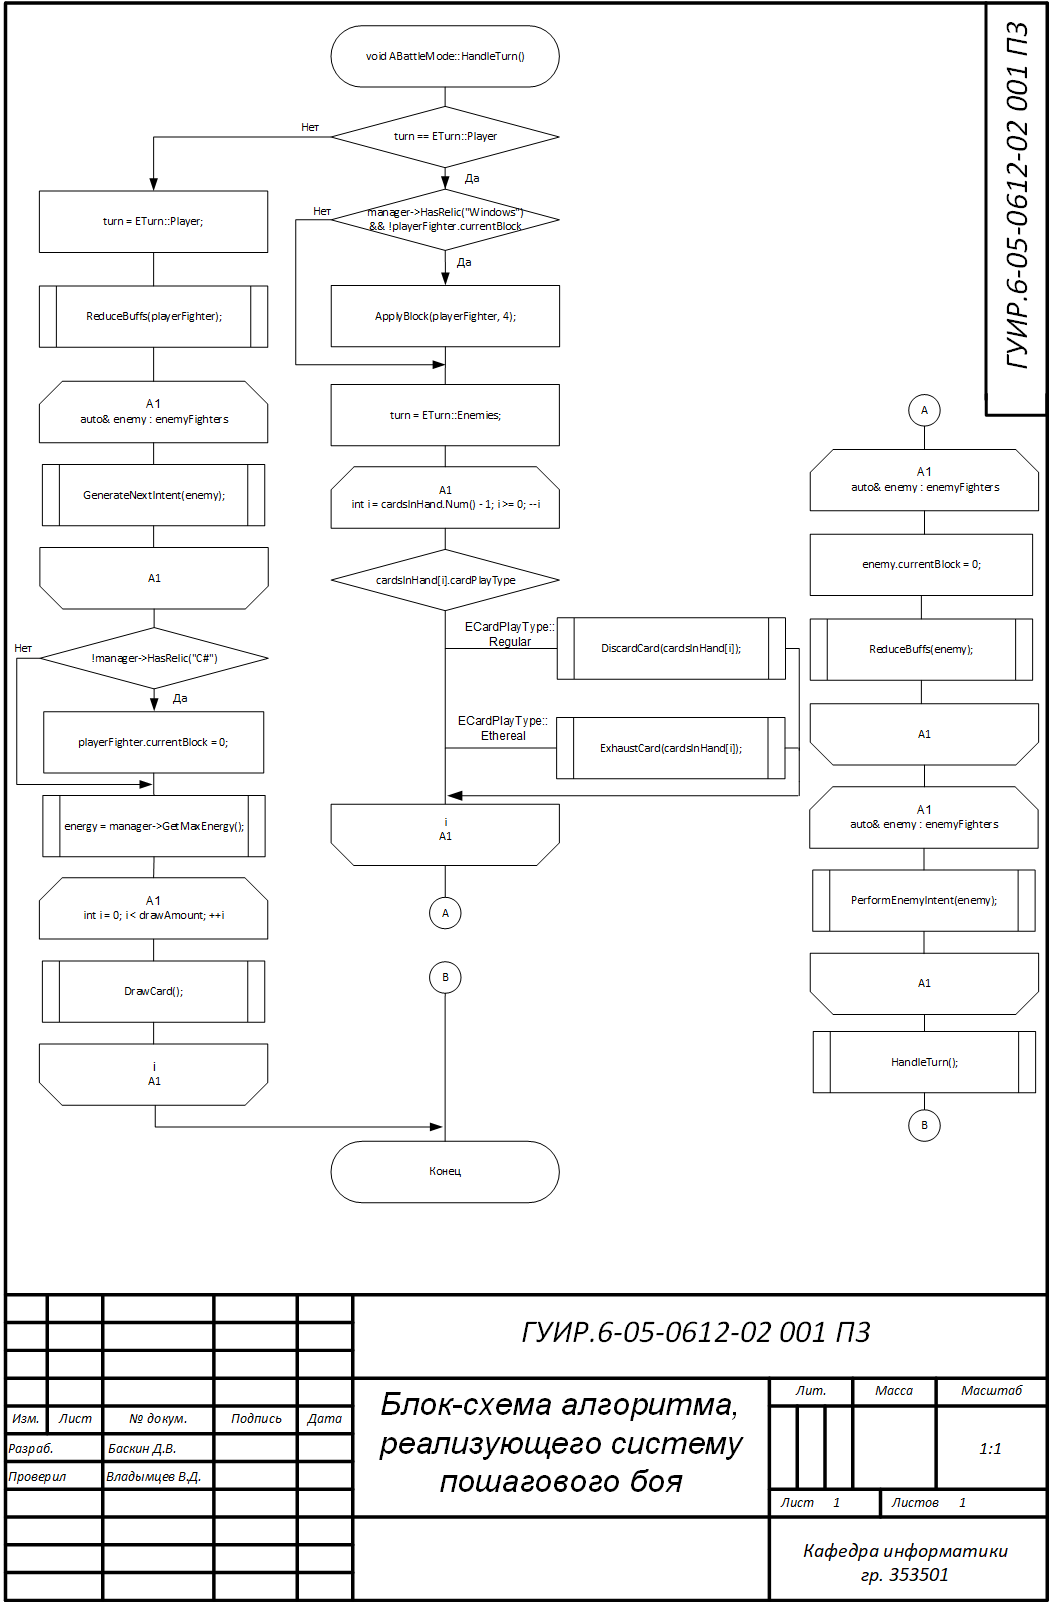 ГУИР.6-05-0612-02 001 ПЗ
void ABattleMode::HandleTurn()
turn == ETurn::Player
Нет
Да
turn = ETurn::Player;
ReduceBuffs(playerFighter);
A1
auto& enemy : enemyFighters
GenerateNextIntent(enemy);
A1
!manager->HasRelic("C#")
Нет
Да
playerFighter.currentBlock = 0;
energy = manager->GetMaxEnergy();
A1
int i = 0; i < drawAmount; ++i
DrawCard();
i
A1
manager->HasRelic("Windows")
&& !playerFighter.currentBlock
Нет
Да
ApplyBlock(playerFighter, 4);
turn = ETurn::Enemies;
A1
int i = cardsInHand.Num() - 1; i >= 0; --i
cardsInHand[i].cardPlayType
ECardPlayType::
Regular
DiscardCard(cardsInHand[i]);
ECardPlayType::
Ethereal
ExhaustCard(cardsInHand[i]);
i
A1
A
B
Конец
A
A1
auto& enemy : enemyFighters
enemy.currentBlock = 0;
ReduceBuffs(enemy);
A1
A1
auto& enemy : enemyFighters
PerformEnemyIntent(enemy);
A1
HandleTurn();
B
ГУИР.6-05-0612-02 001 ПЗ
Изм. Лист № докум. Подпись Дата
Разраб. Баскин Д.В.
Проверил Владымцев В.Д.
Блок-схема алгоритма,
реализующего систему
пошагового боя
Лит. Масса Масштаб
1:1
Лист 1 Листов 1
Кафедра информатики
гр. 353501